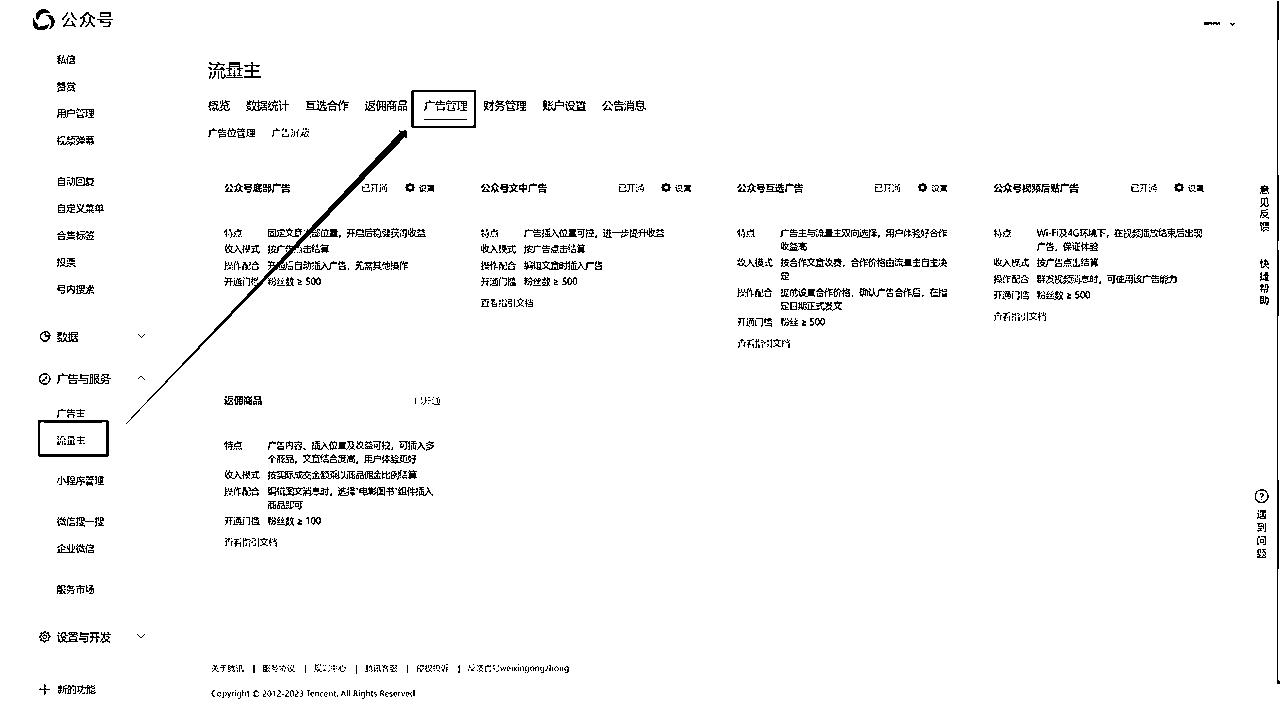 公众号
私信
赞赏
用户管理
视频弹幕
自动回复
自定义菜单
合集标签
投票
号内搜索
数据
广告与服务
广告主
流量主
小程序管理
微信搜一搜
企业微信
服务市场
设置与开发
新的功能
流量主
概览 数据统计 互选合作 返佣商品 广告管理 财务管理 账户设置 公告消息
广告位管理 广告屏蔽
公众号底部广告 已开通 设置
特点 固定文章底部位置，开启后稳健获得收益
收入模式 按广告点击结算
操作配合 开通后自动插入广告，无需其他操作
开通门槛 粉丝数 ≥ 500
公众号文中广告 已开通 设置
特点 广告插入位置可控，进一步提升收益
收入模式 按广告点击结算
操作配合 编辑文章时插入广告
开通门槛 粉丝数 ≥ 500
查看指引文档
公众号互选广告 已开通 设置
特点 广告主与流量主双向选择，用户体验好合作
收益高
收入模式 按合作文章收费，合作价格由流量主自主决
定
操作配合 提前设置合作价格，确认广告合作后，在指
定日期正式发文
开通门槛 粉丝 ≥ 500
查看指引文档
公众号视频后贴广告 已开通 设置
特点 Wi-Fi及4G环境下，在视频播放结束后出现
广告，保证体验
收入模式 按广告点击结算
操作配合 群发视频消息时，可使用该广告能力
开通门槛 粉丝数 ≥ 500
查看指引文档
返佣商品 已开通
特点 广告内容、插入位置及收益可控，可插入多
个商品，文章结合度高，用户体验更好
收入模式 按实际成交金额乘以商品佣金比例结算
操作配合 编辑图文消息时，选择“电影图书”组件插入
商品即可
开通门槛 粉丝数 ≥ 100
查看指引文档
意见反馈
快捷帮助
遇到问题
关于腾讯 | 服务协议 | 客服中心 | 腾讯客服 | 侵权投诉 | 反馈信号weixingongzhong
Copyright © 2012-2023 Tencent. All Rights Reserved